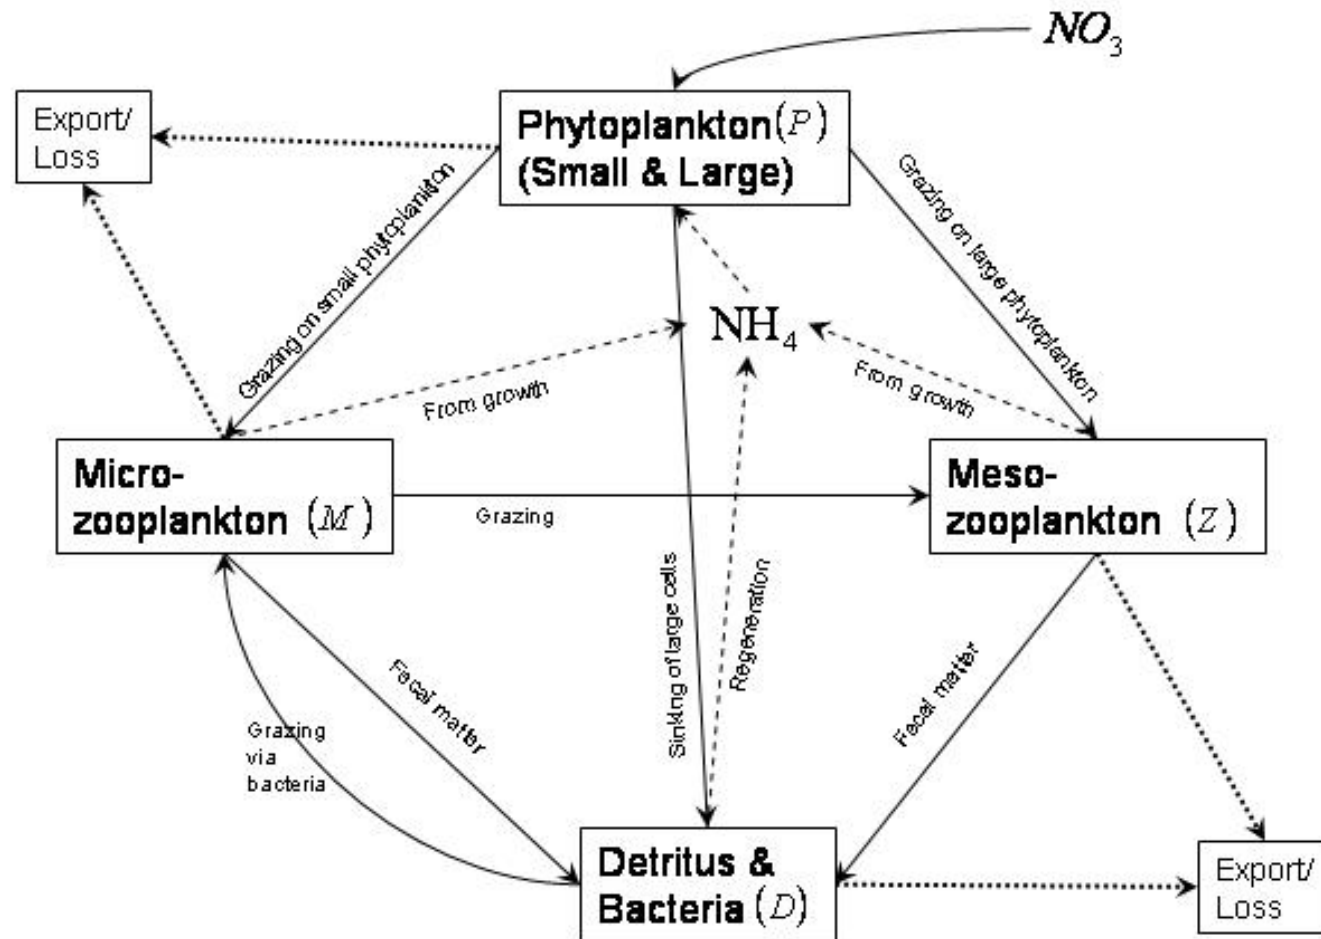 NO3
Export/
Loss
Phytoplankton (P)
(Small & Large)
Grazing on small phytoplankton
Grazing on large phytoplankton
NH4
From growth
From growth
Micro-
zooplankton (M)
Grazing
Meso-
zooplankton (Z)
Sinking of large cells
Regeneration
Fecal matter
Fecal matter
Grazing
via
bacteria
Detritus &
Bacteria (D)
Export/
Loss